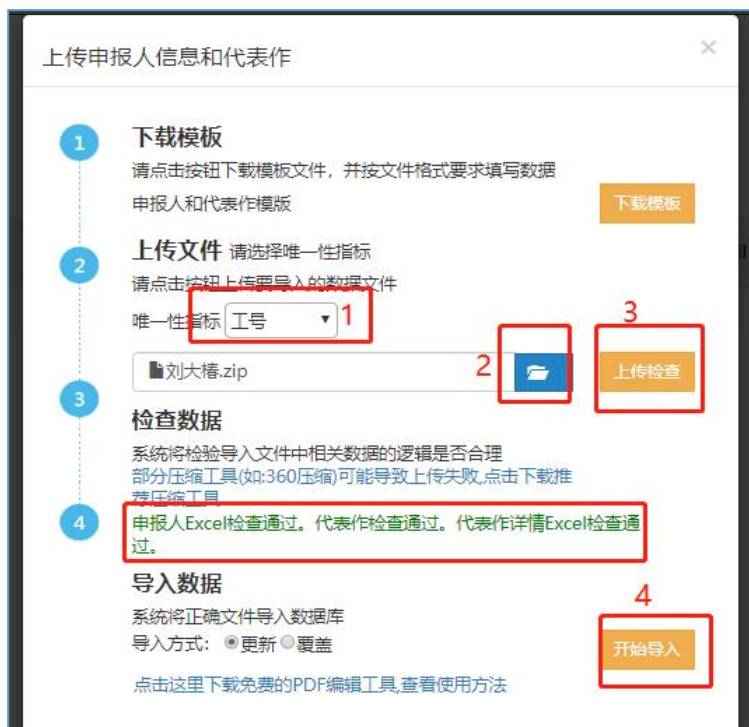 上传申报人信息和代表作
×
1
下载模板
请点击按钮下载模板文件，并按文件格式要求填写数据
申报人和代表作模版
下载模板
2
上传文件 请选择唯一性指标
请点击按钮上传要导入的数据文件
唯一性指标 工号 1
3
刘大椿.zip
2
上传检查
3
检查数据
系统将检验导入文件中相关数据的逻辑是否合理
部分压缩工具(如:360压缩)可能导致上传失败,点击下载推
荐压缩工具
4
申报人Excel检查通过。代表作检查通过。代表作详情Excel检查通
过。
导入数据
系统将正确文件导入数据库
导入方式: 更新 覆盖
4
开始导入
点击这里下载免费的PDF编辑工具,查看使用方法